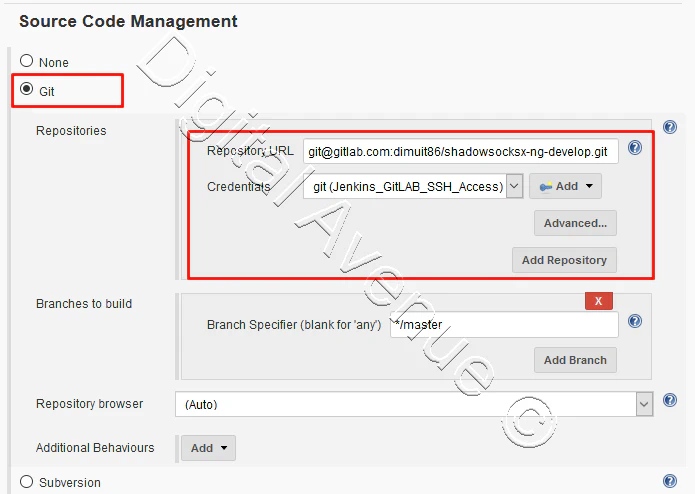 Source Code Management
None
Git
Repositories
Repository URL git@gitlab.com:dimuit86/shadowsocksx-ng-develop.git
Credentials git (Jenkins_GitLAB_SSH_Access) Add
Advanced...
Add Repository
Branches to build
X
Branch Specifier (blank for 'any') */master
Add Branch
Repository browser (Auto)
Additional Behaviours Add
Subversion
Digital Avenue ©